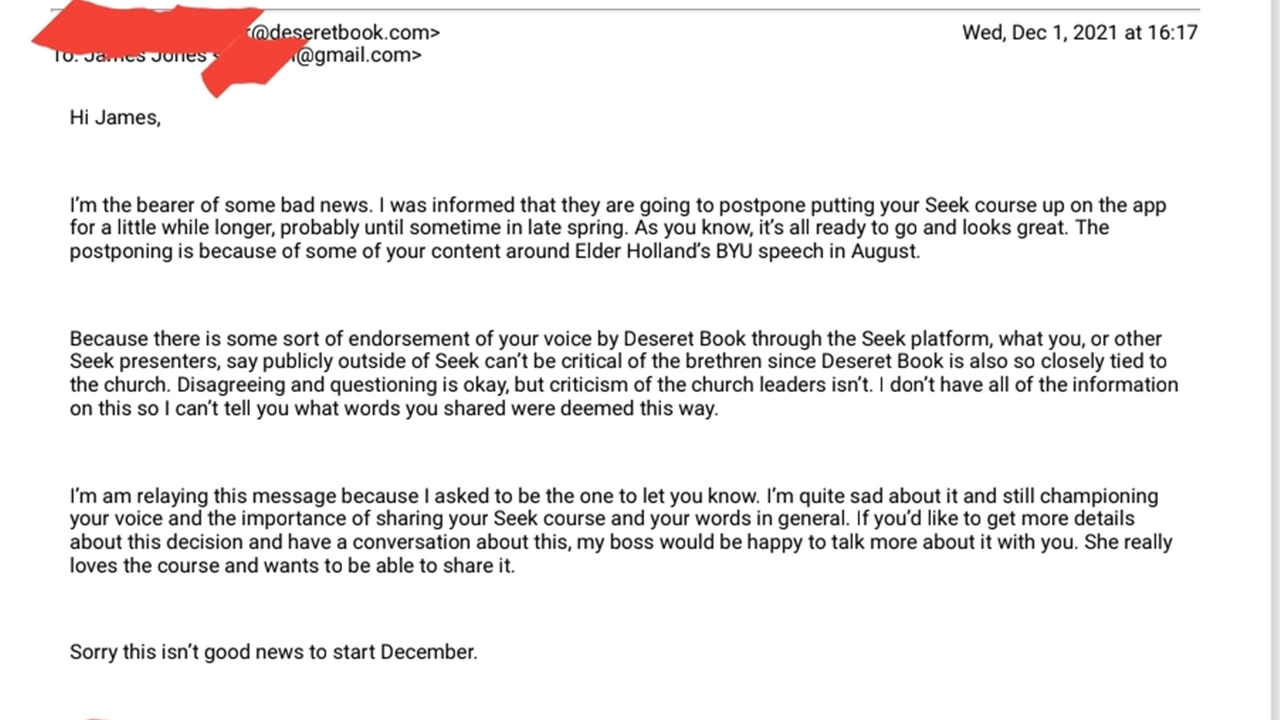 @deseretbook.com>
Wed, Dec 1, 2021 at 16:17
To: James Jones <
@gmail.com>
Hi James,
I’m the bearer of some bad news. I was informed that they are going to postpone putting your Seek course up on the app
for a little while longer, probably until sometime in late spring. As you know, it’s all ready to go and looks great. The
postponing is because of some of your content around Elder Holland’s BYU speech in August.
Because there is some sort of endorsement of your voice by Deseret Book through the Seek platform, what you, or other
Seek presenters, say publicly outside of Seek can’t be critical of the brethren since Deseret Book is also so closely tied to
the church. Disagreeing and questioning is okay, but criticism of the church leaders isn’t. I don’t have all of the information
on this so I can’t tell you what words you shared were deemed this way.
I’m am relaying this message because I asked to be the one to let you know. I’m quite sad about it and still championing
your voice and the importance of sharing your Seek course and your words in general. If you’d like to get more details
about this decision and have a conversation about this, my boss would be happy to talk more about it with you. She really
loves the course and wants to be able to share it.
Sorry this isn’t good news to start December.